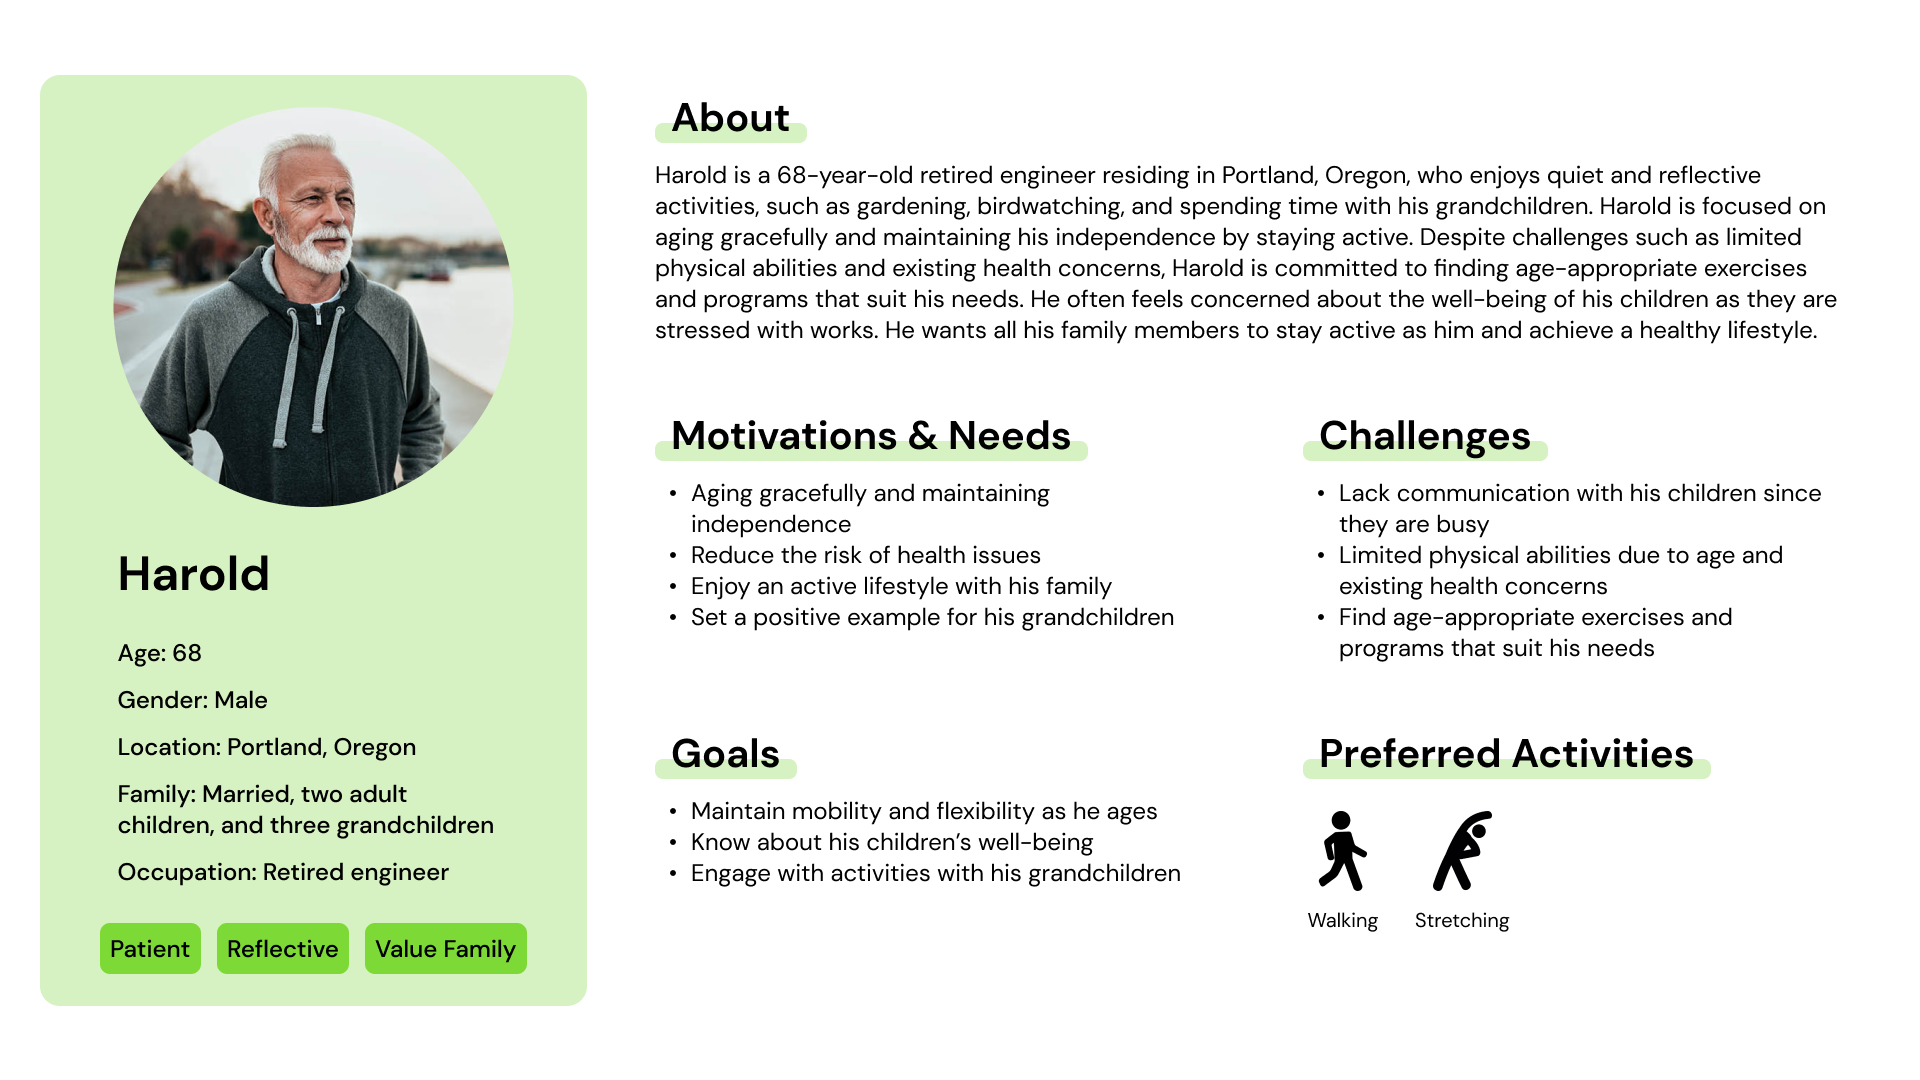 Harold
Age: 68
Gender: Male
Location: Portland, Oregon
Family: Married, two adult
children, and three grandchildren
Occupation: Retired engineer
Patient
Reflective
Value Family
About
Harold is a 68-year-old retired engineer residing in Portland, Oregon, who enjoys quiet and reflective
activities, such as gardening, birdwatching, and spending time with his grandchildren. Harold is focused on
aging gracefully and maintaining his independence by staying active. Despite challenges such as limited
physical abilities and existing health concerns, Harold is committed to finding age-appropriate exercises
and programs that suit his needs. He often feels concerned about the well-being of his children as they are
stressed with works. He wants all his family members to stay active as him and achieve a healthy lifestyle.
Motivations & Needs
• Aging gracefully and maintaining
independence
• Reduce the risk of health issues
• Enjoy an active lifestyle with his family
• Set a positive example for his grandchildren
Challenges
• Lack communication with his children since
they are busy
• Limited physical abilities due to age and
existing health concerns
• Find age-appropriate exercises and
programs that suit his needs
Goals
• Maintain mobility and flexibility as he ages
• Know about his children’s well-being
• Engage with activities with his grandchildren
Preferred Activities
Walking
Stretching